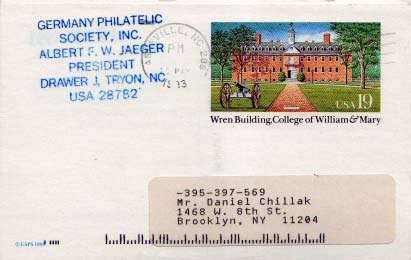 GERMANY PHILATELIC
SOCIETY, INC.
ALBERT F. W. JAEGER
PRESIDENT
DRAWER J, TRYON, NC
USA 28782
PM
USA 19
Wren Building, College of William & Mary
-395-397-569
Mr. Daniel Chillak
1468 W. 8th St.
Brooklyn, NY 11204